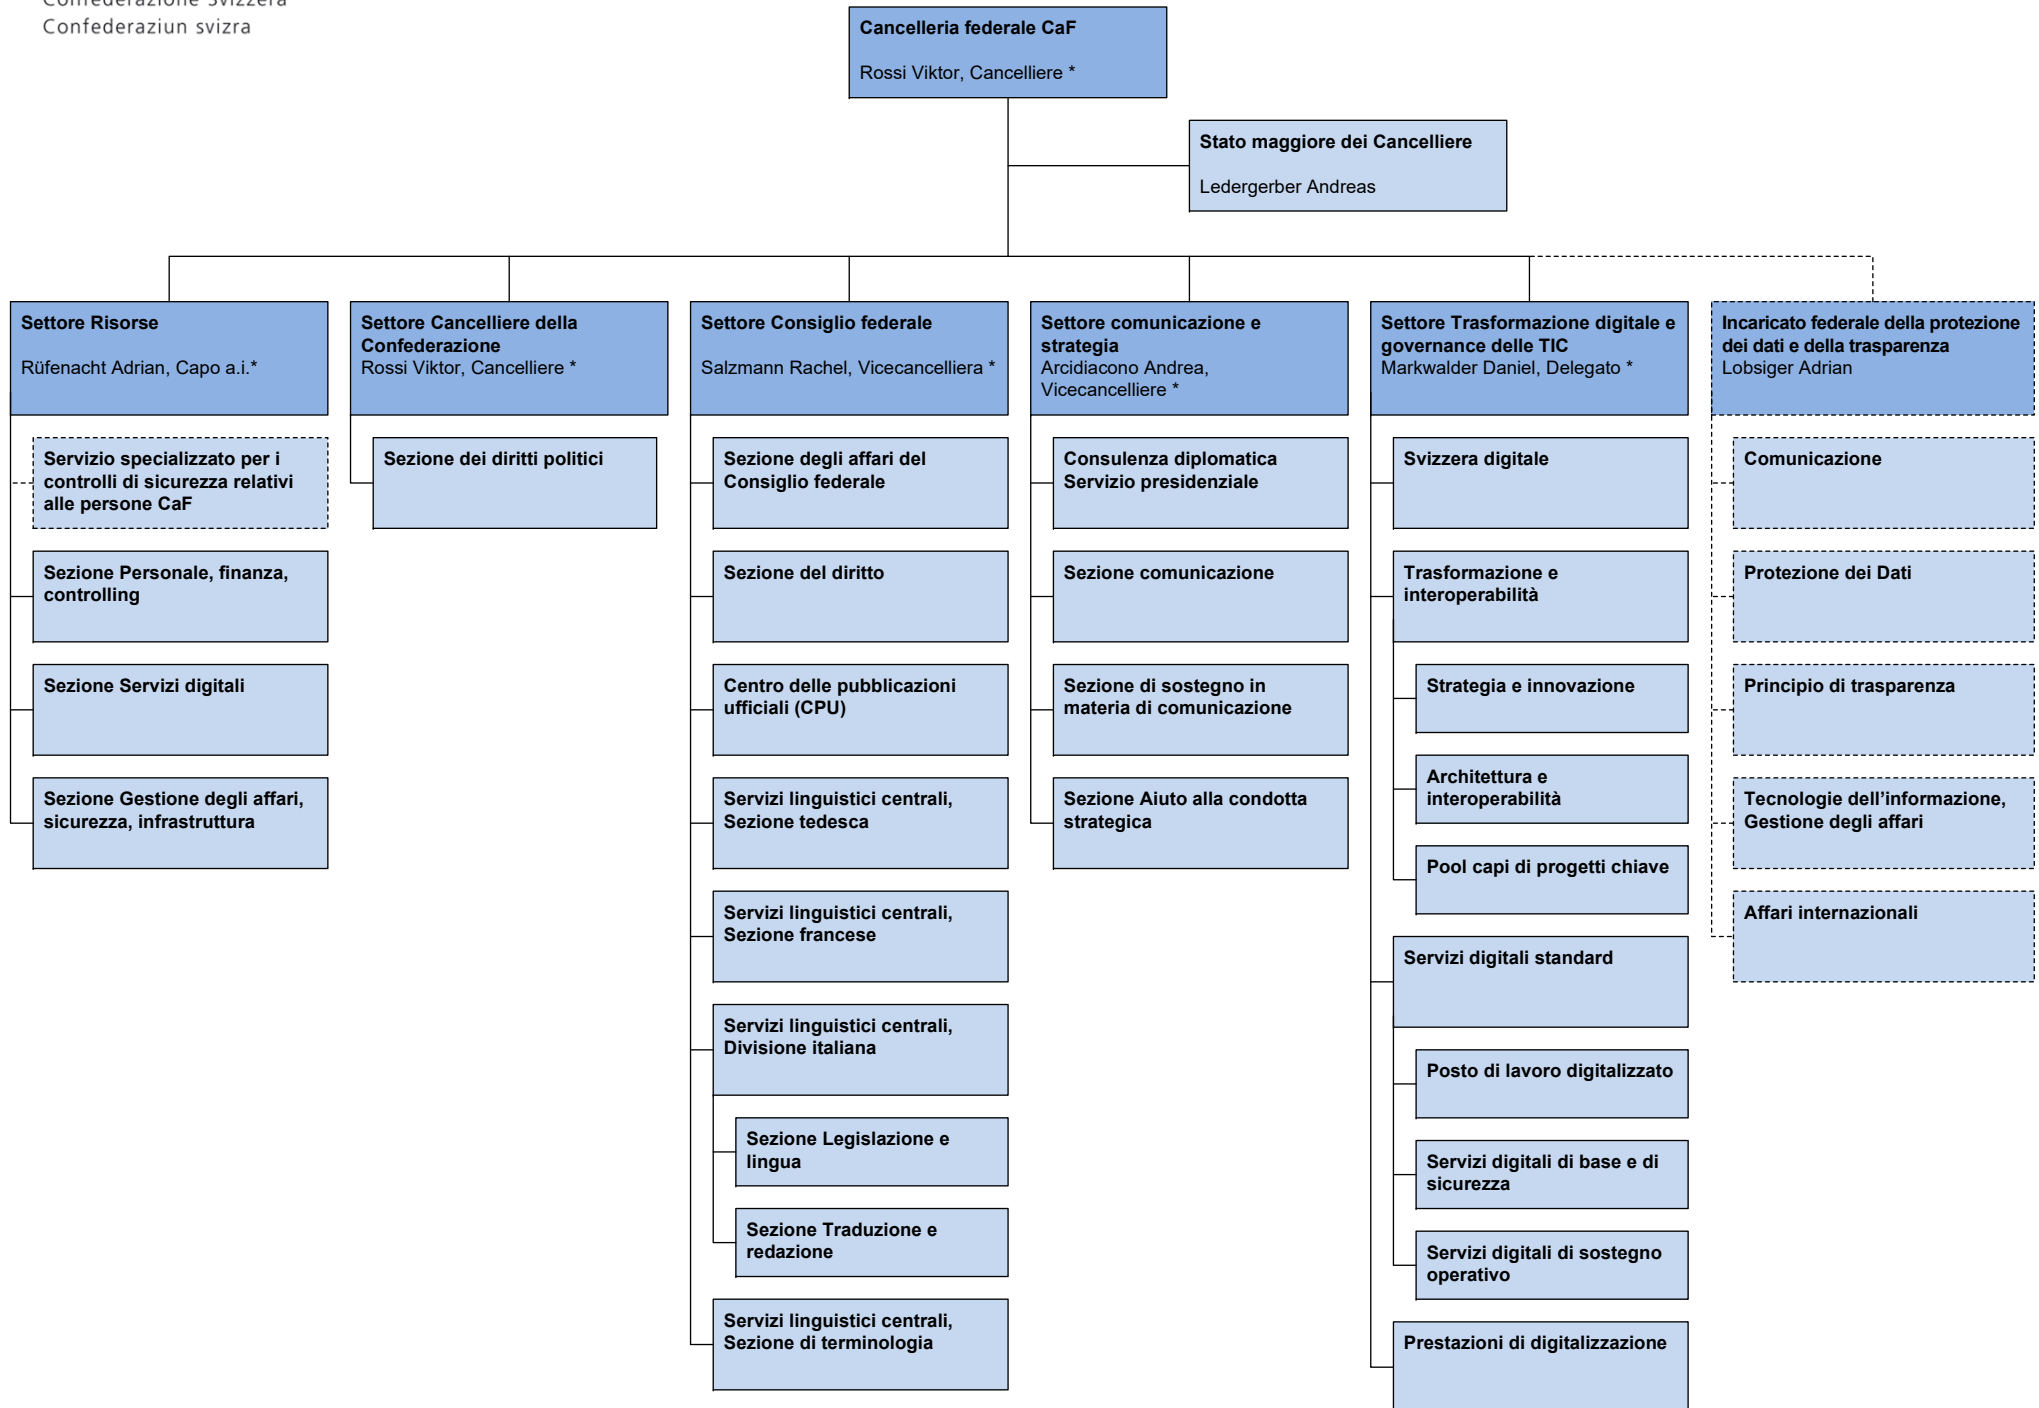 Confederazione Svizzera
Confederaziun svizra
Cancelleria federale CaF
Rossi Viktor, Cancelliere *
Stato maggiore dei Cancelliere
Ledergerber Andreas
Settore Risorse
Rüfenacht Adrian, Capo a.i.*
Servizio specializzato per i
controlli di sicurezza relativi
alle persone CaF
Sezione Personale, finanza,
controlling
Sezione Servizi digitali
Sezione Gestione degli affari,
sicurezza, infrastruttura
Settore Cancelliere della
Confederazione
Rossi Viktor, Cancelliere *
Sezione dei diritti politici
Settore Consiglio federale
Salzmann Rachel, Vicecancelliera *
Sezione degli affari del
Consiglio federale
Sezione del diritto
Centro delle pubblicazioni
ufficiali (CPU)
Servizi linguistici centrali,
Sezione tedesca
Servizi linguistici centrali,
Sezione francese
Servizi linguistici centrali,
Divisione italiana
Sezione Legislazione e
lingua
Sezione Traduzione e
redazione
Servizi linguistici centrali,
Sezione di terminologia
Settore comunicazione e
strategia
Arcidiacono Andrea,
Vicecancelliere *
Consulenza diplomatica
Servizio presidenziale
Sezione comunicazione
Sezione di sostegno in
materia di comunicazione
Sezione Aiuto alla condotta
strategica
Settore Trasformazione digitale e
governance delle TIC
Markwalder Daniel, Delegato *
Svizzera digitale
Trasformazione e
interoperabilità
Strategia e innovazione
Architettura e
interoperabilità
Pool capi di progetti chiave
Servizi digitali standard
Posto di lavoro digitalizzato
Servizi digitali di base e di
sicurezza
Servizi digitali di sostegno
operativo
Prestazioni di digitalizzazione
Incaricato federale della protezione
dei dati e della trasparenza
Lobsiger Adrian
Comunicazione
Protezione dei Dati
Principio di trasparenza
Tecnologie dell’informazione,
Gestione degli affari
Affari internazionali